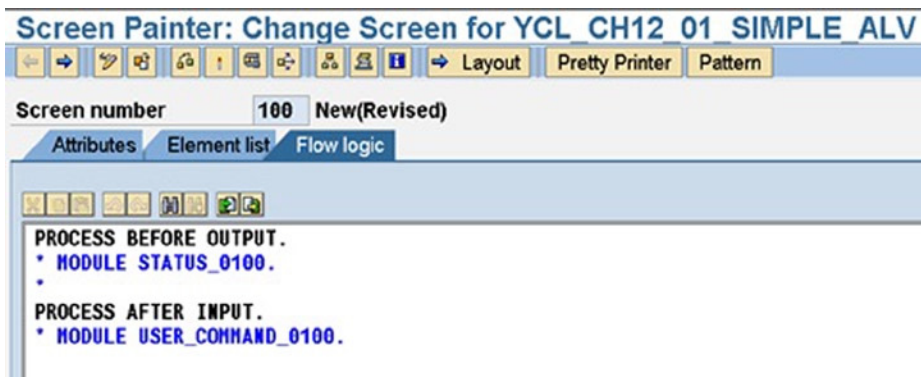 Screen Painter: Change Screen for YCL_CH12_01_SIMPLE_ALV
Layout Pretty Printer Pattern
Screen number 100 New(Revised)
Attributes Element list Flow logic
PROCESS BEFORE OUTPUT.
* MODULE STATUS_0100.
*
PROCESS AFTER INPUT.
* MODULE USER_COMMAND_0100.